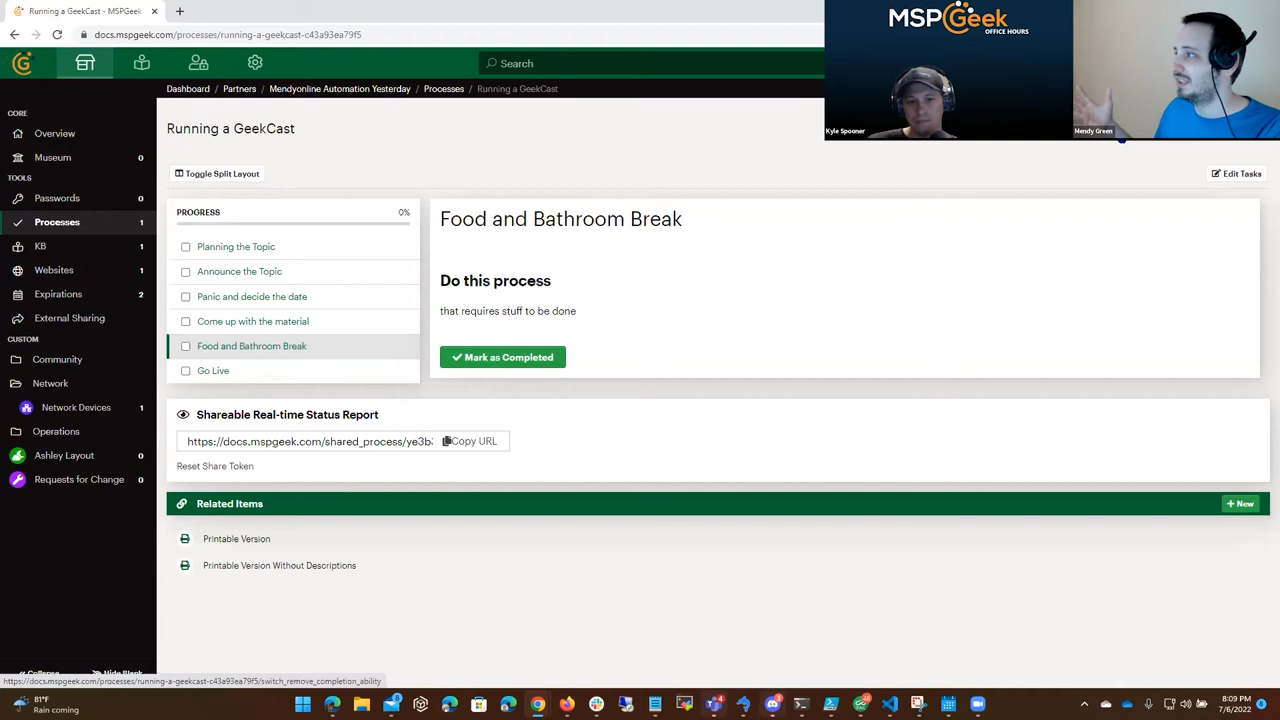 Running a GeekCast - MSPGeek
docs.mspgeek.com/processes/running-a-geekcast-c43a93ea79f5
Search
MSPGeek
OFFICE HOURS
Kyle Spooner
Mendy Green
Dashboard Partners Mendyonline Automation Yesterday Processes Running a GeekCast
CORE
Overview
Museum 0
TOOLS
Passwords 0
Processes 1
KB 1
Websites 1
Expirations 2
External Sharing
CUSTOM
Community
Network
Network Devices 1
Operations
Ashley Layout 0
Requests for Change 0
Collapse Hide Blank
Running a GeekCast
Toggle Split Layout
Edit Tasks
PROGRESS 0%
Planning the Topic
Announce the Topic
Panic and decide the date
Come up with the material
Food and Bathroom Break
Go Live
Food and Bathroom Break
Do this process
that requires stuff to be done
Mark as Completed
Shareable Real-time Status Report
https://docs.mspgeek.com/shared_process/ye3b Copy URL
Reset Share Token
Related Items
+ New
Printable Version
Printable Version Without Descriptions
https://docs.mspgeek.com/processes/running-a-geekcast-c43a93ea79f5/switch_remove_completion_ability
81°F
Rain coming
8:09 PM
7/6/2022